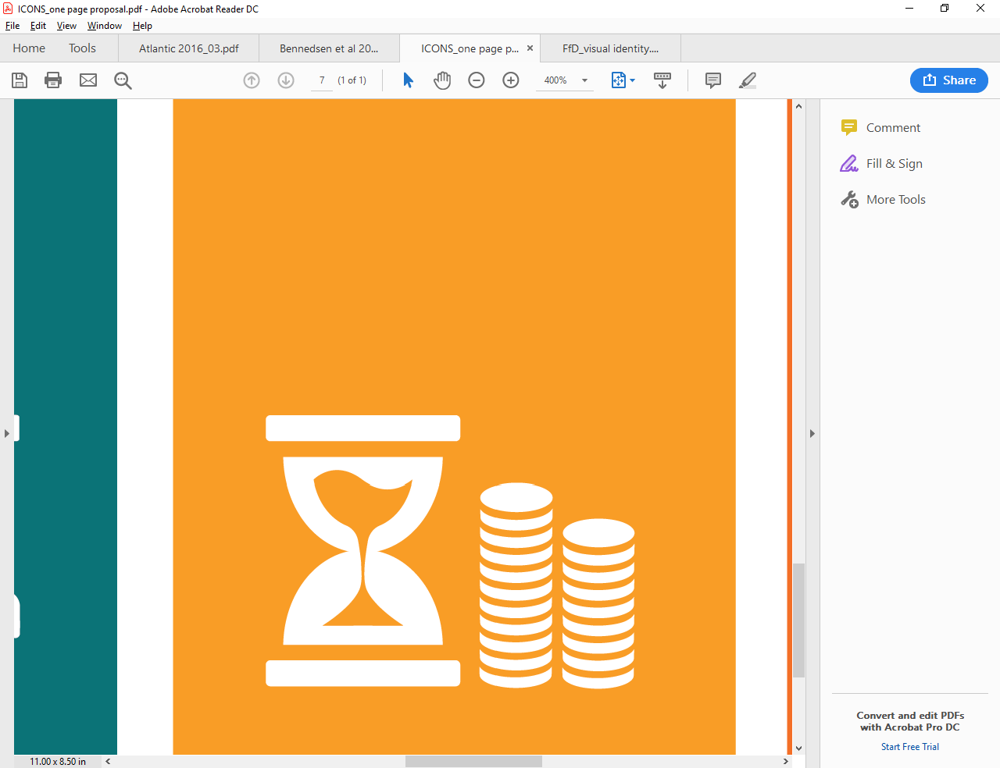 ICONS_one page proposal.pdf - Adobe Acrobat Reader DC
File Edit View Window Help
Home Tools Atlantic 2016_03.pdf Bennedsen et al 20... ICONS_one page p... × FfD_visual identity....
7 (1 of 1) 400% Share
Comment
Fill & Sign
More Tools
Convert and edit PDFs
with Acrobat Pro DC
Start Free Trial
11.00 x 8.50 in